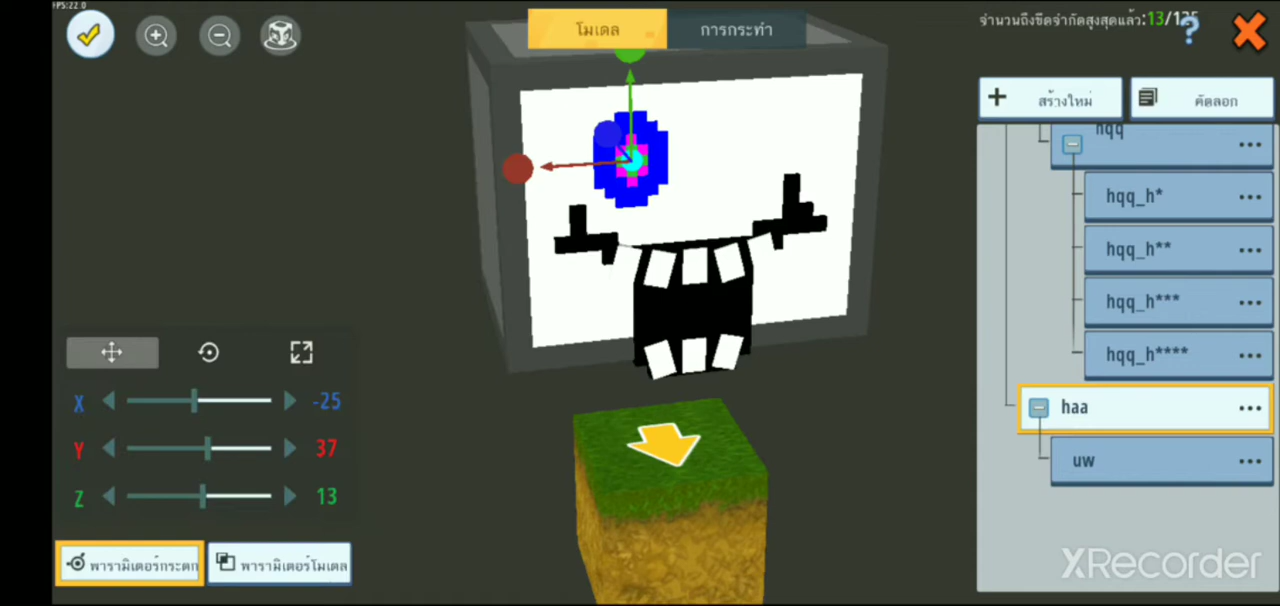 FPS:22.0
โมเดล
การกระทำ
จำนวนถึงขีดจำกัดสูงสุดแล้ว:13/125
?
สร้างใหม่
คัดลอก
hqq
hqq_h*
hqq_h**
hqq_h***
hqq_h****
haa
uw
X
-25
Y
37
Z
13
พารามิเตอร์กระดูก
พารามิเตอร์โมเดล
XRecorder